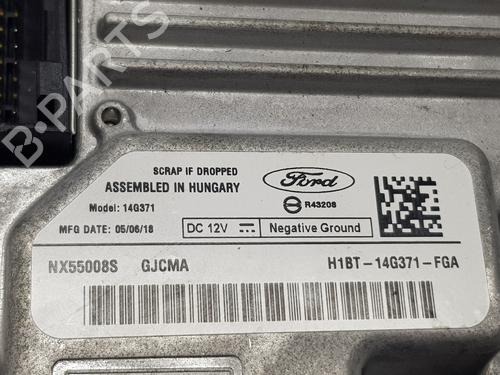 B-PARTS
SCRAP IF DROPPED
ASSEMBLED IN HUNGARY
Ford
Model: 14G371
R43208
MFG DATE: 05/06/18
DC 12V
Negative Ground
NX55008S GJCMA H1BT-14G371-FGA